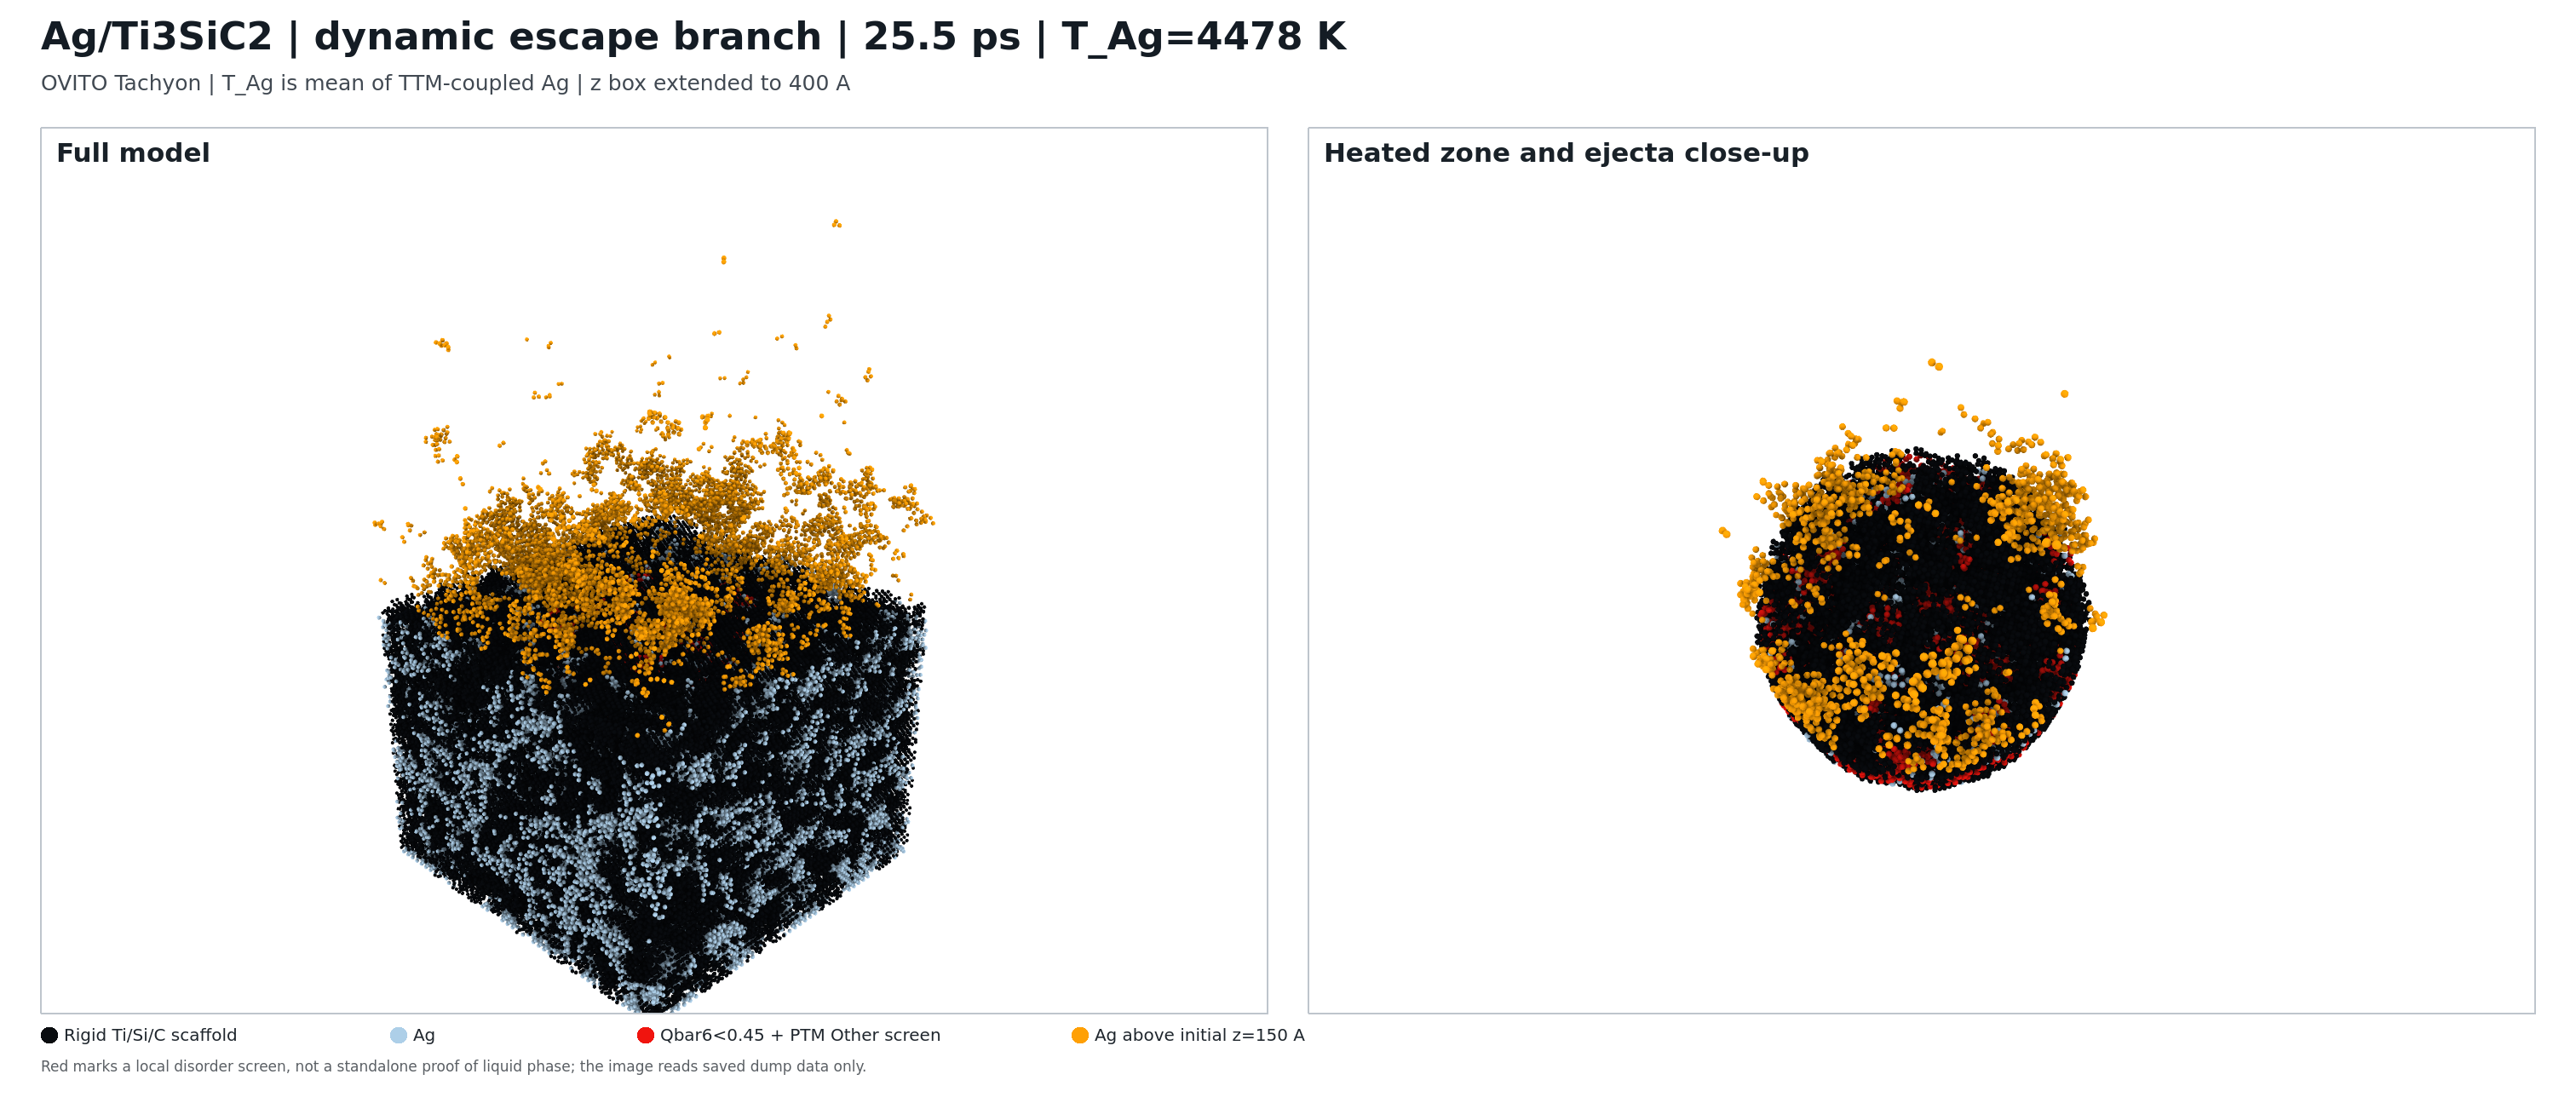 Ag/Ti3SiC2 | dynamic escape branch | 25.5 ps | T_Ag=4478 K
OVITO Tachyon | T_Ag is mean of TTM-coupled Ag | z box extended to 400 A
Full model
Heated zone and ejecta close-up
Rigid Ti/Si/C scaffold
Ag
Qbar6<0.45 + PTM Other screen
Ag above initial z=150 A
Red marks a local disorder screen, not a standalone proof of liquid phase; the image reads saved dump data only.